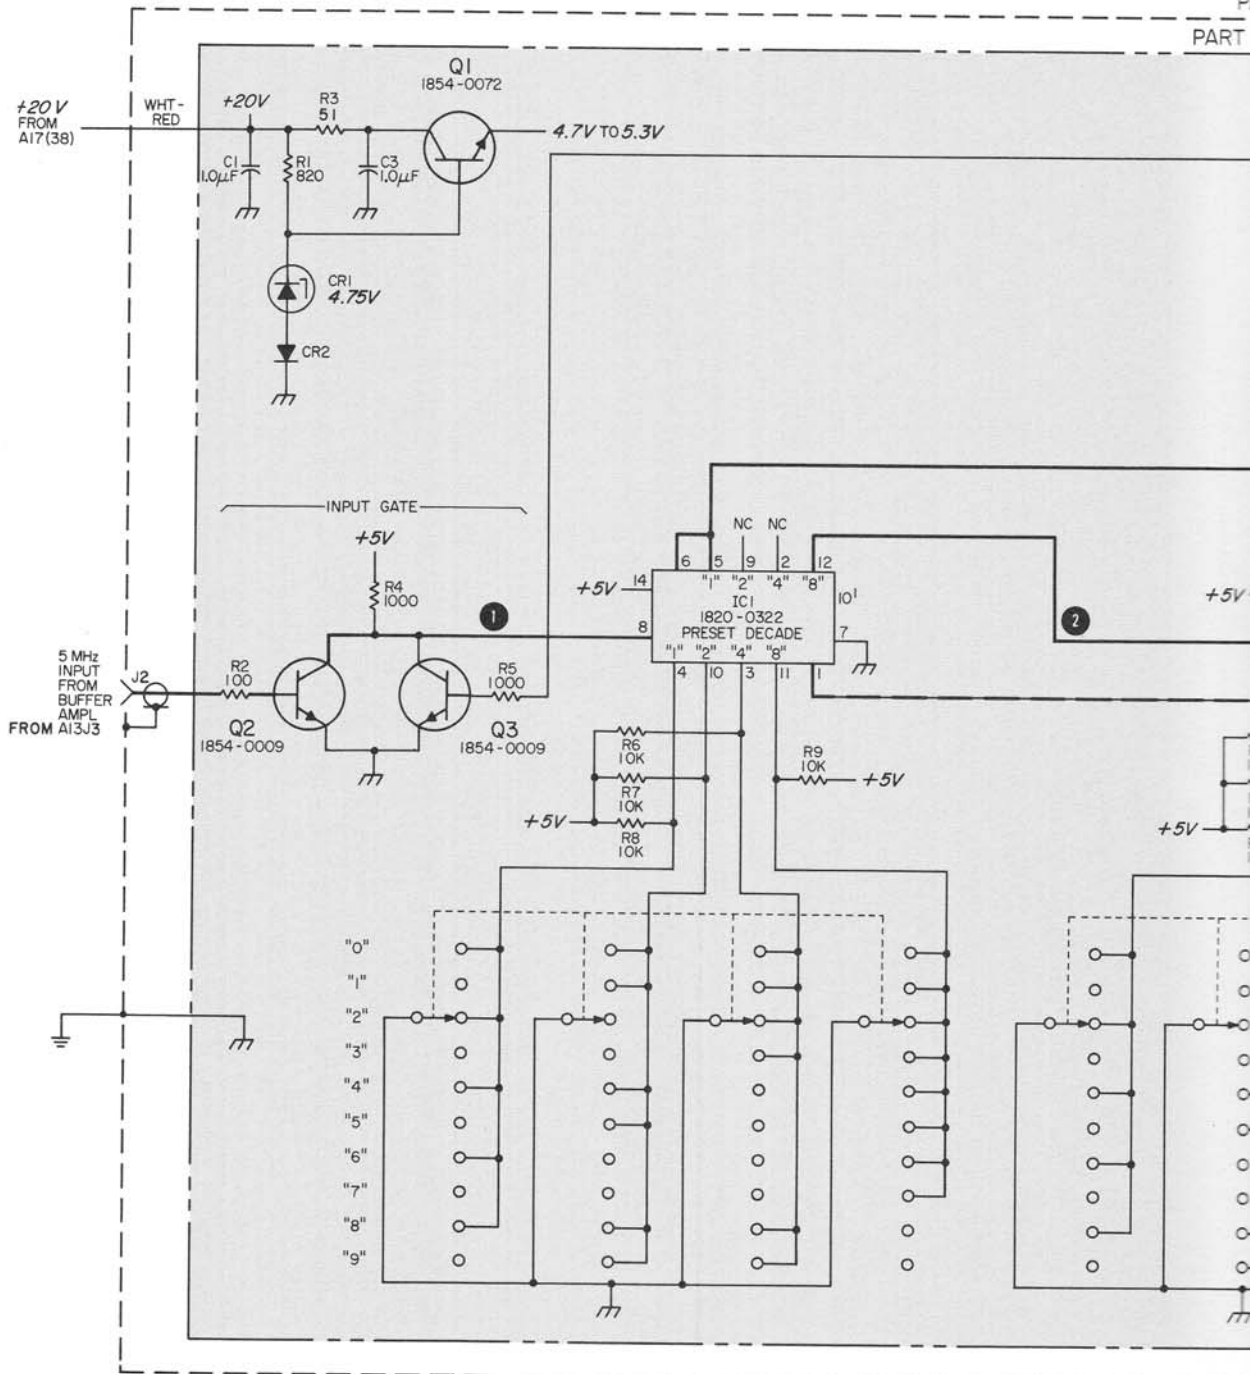 PART
Q1
1854-0072
+20V
FROM
A17(38)
WHT-
RED
+20V
R3
51
4.7V TO 5.3V
C1
1.0µF
R1
820
C3
1.0µF
CR1
4.75V
CR2
INPUT GATE
+5V
R4
1000
1
5 MHz
INPUT
FROM
BUFFER
AMPL
FROM A13J3
J2
R2
100
Q2
1854-0009
R5
1000
Q3
1854-0009
NC NC
6 5 9 2 12
"1" "2" "4" "8"
+5V 14
IC1
1820-0322
PRESET DECADE
10¹
8
7
"1" "2" "4" "8"
4 10 3 11 1
2
+5V
R6
10K
R7
10K
R8
10K
+5V
R9
10K
+5V
+5V
"0"
"1"
"2"
"3"
"4"
"5"
"6"
"7"
"8"
"9"